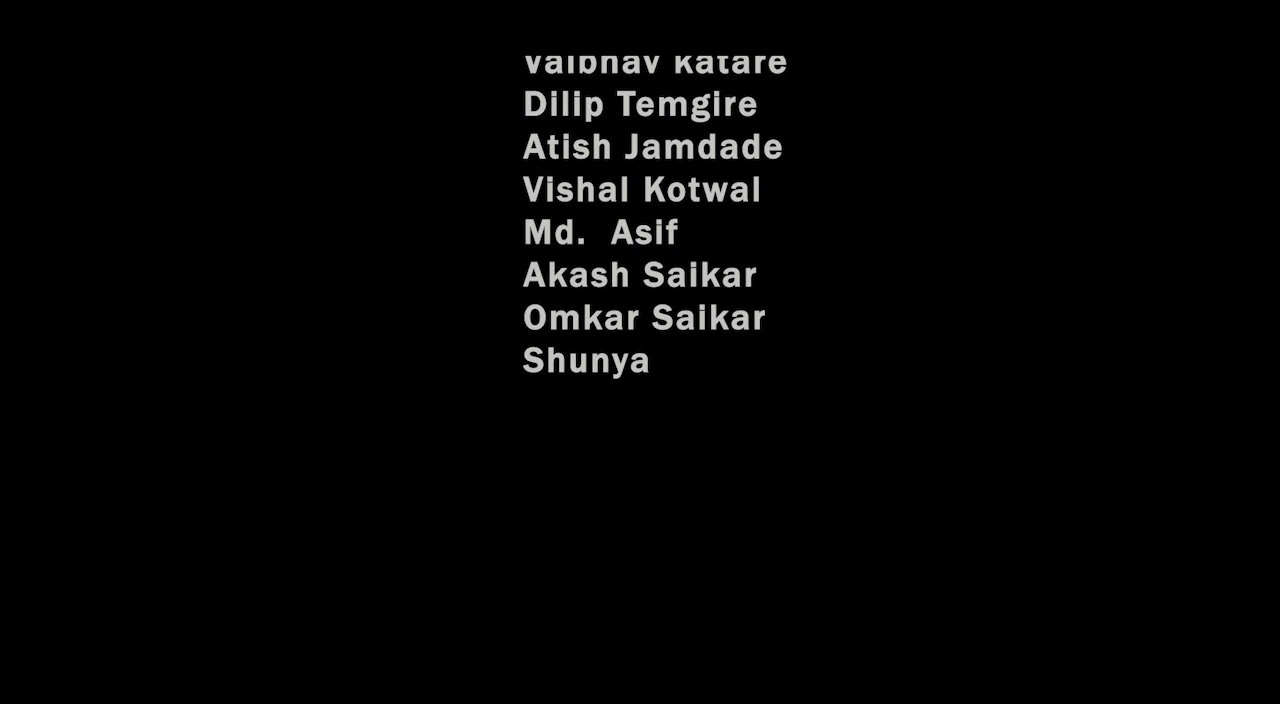 Vaibhav Katare
Dilip Temgire
Atish Jamdade
Vishal Kotwal
Md. Asif
Akash Saikar
Omkar Saikar
Shunya